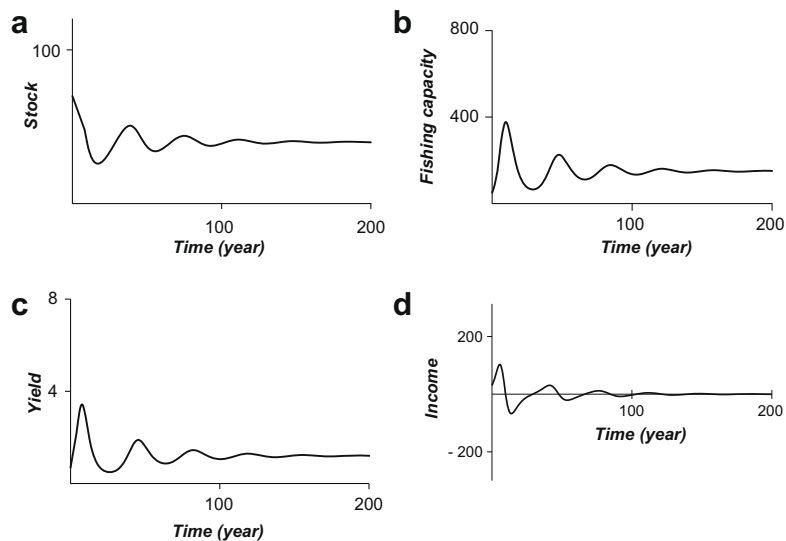 a
100
Stock
100
200
Time (year)
b
800
400
Fishing capacity
100
200
Time (year)
c
8
4
Yield
100
200
Time (year)
d
200
Income
- 200
100
200
Time (year)